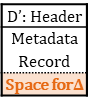 D’: Header
Metadata
Record
Space for Δ